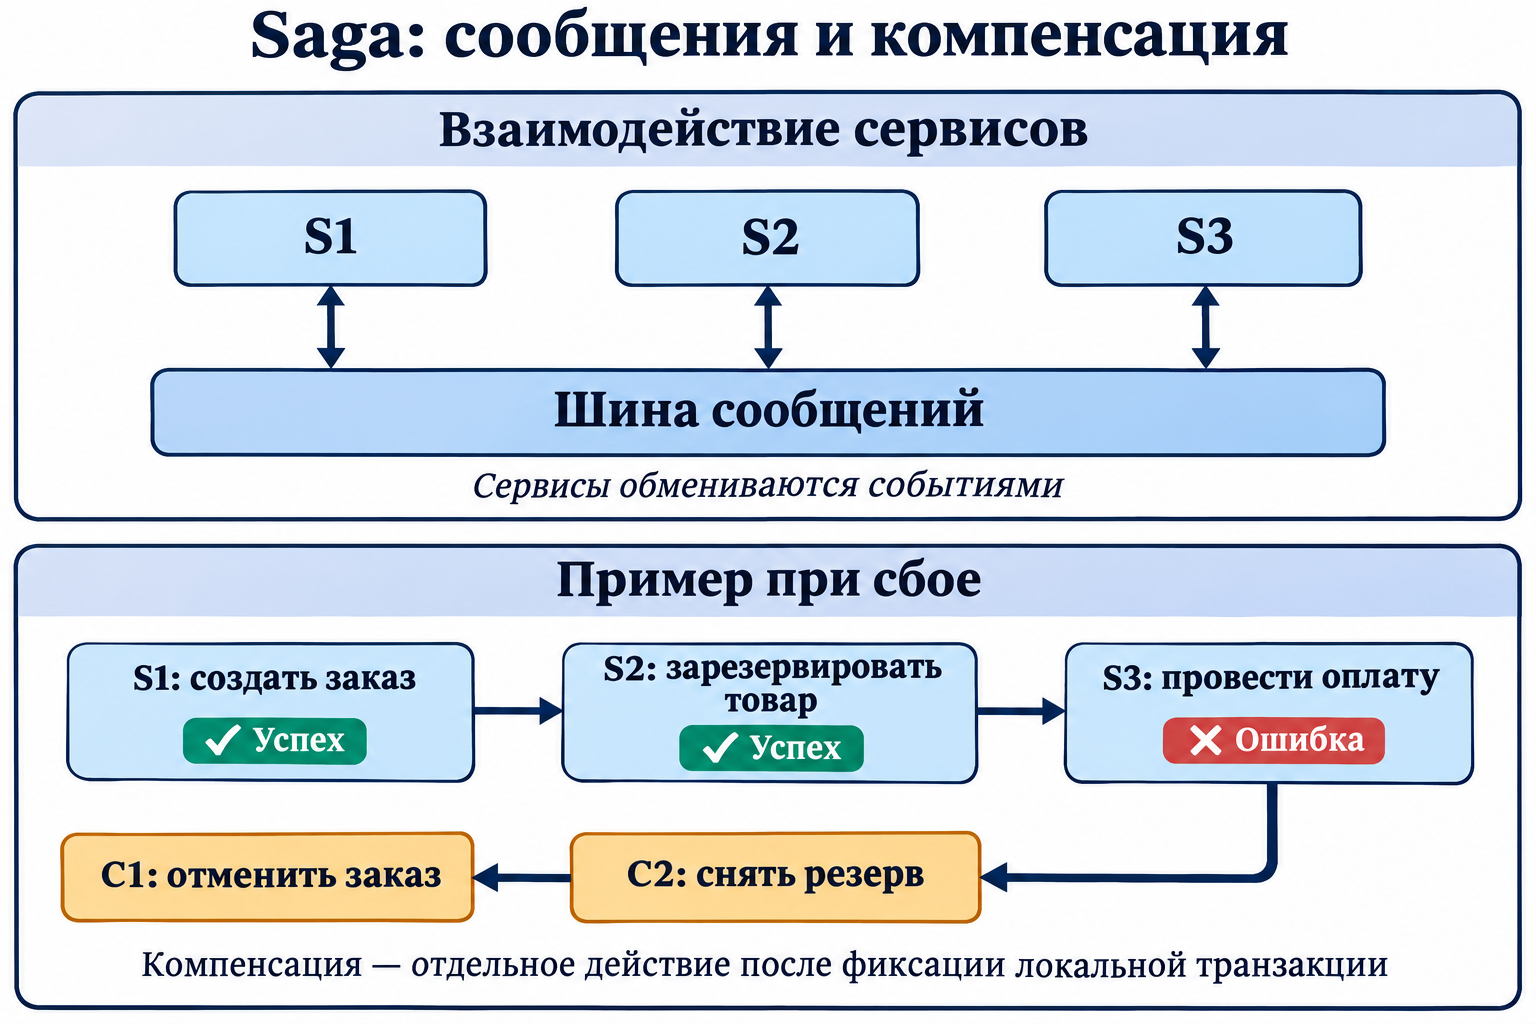 Saga: сообщения и компенсация
Взаимодействие сервисов
S1
S2
S3
Шина сообщений
Сервисы обмениваются событиями
Пример при сбое
S1: создать заказ
Успех
S2: зарезервировать
товар
Успех
S3: провести оплату
Ошибка
C1: отменить заказ
C2: снять резерв
Компенсация — отдельное действие после фиксации локальной транзакции